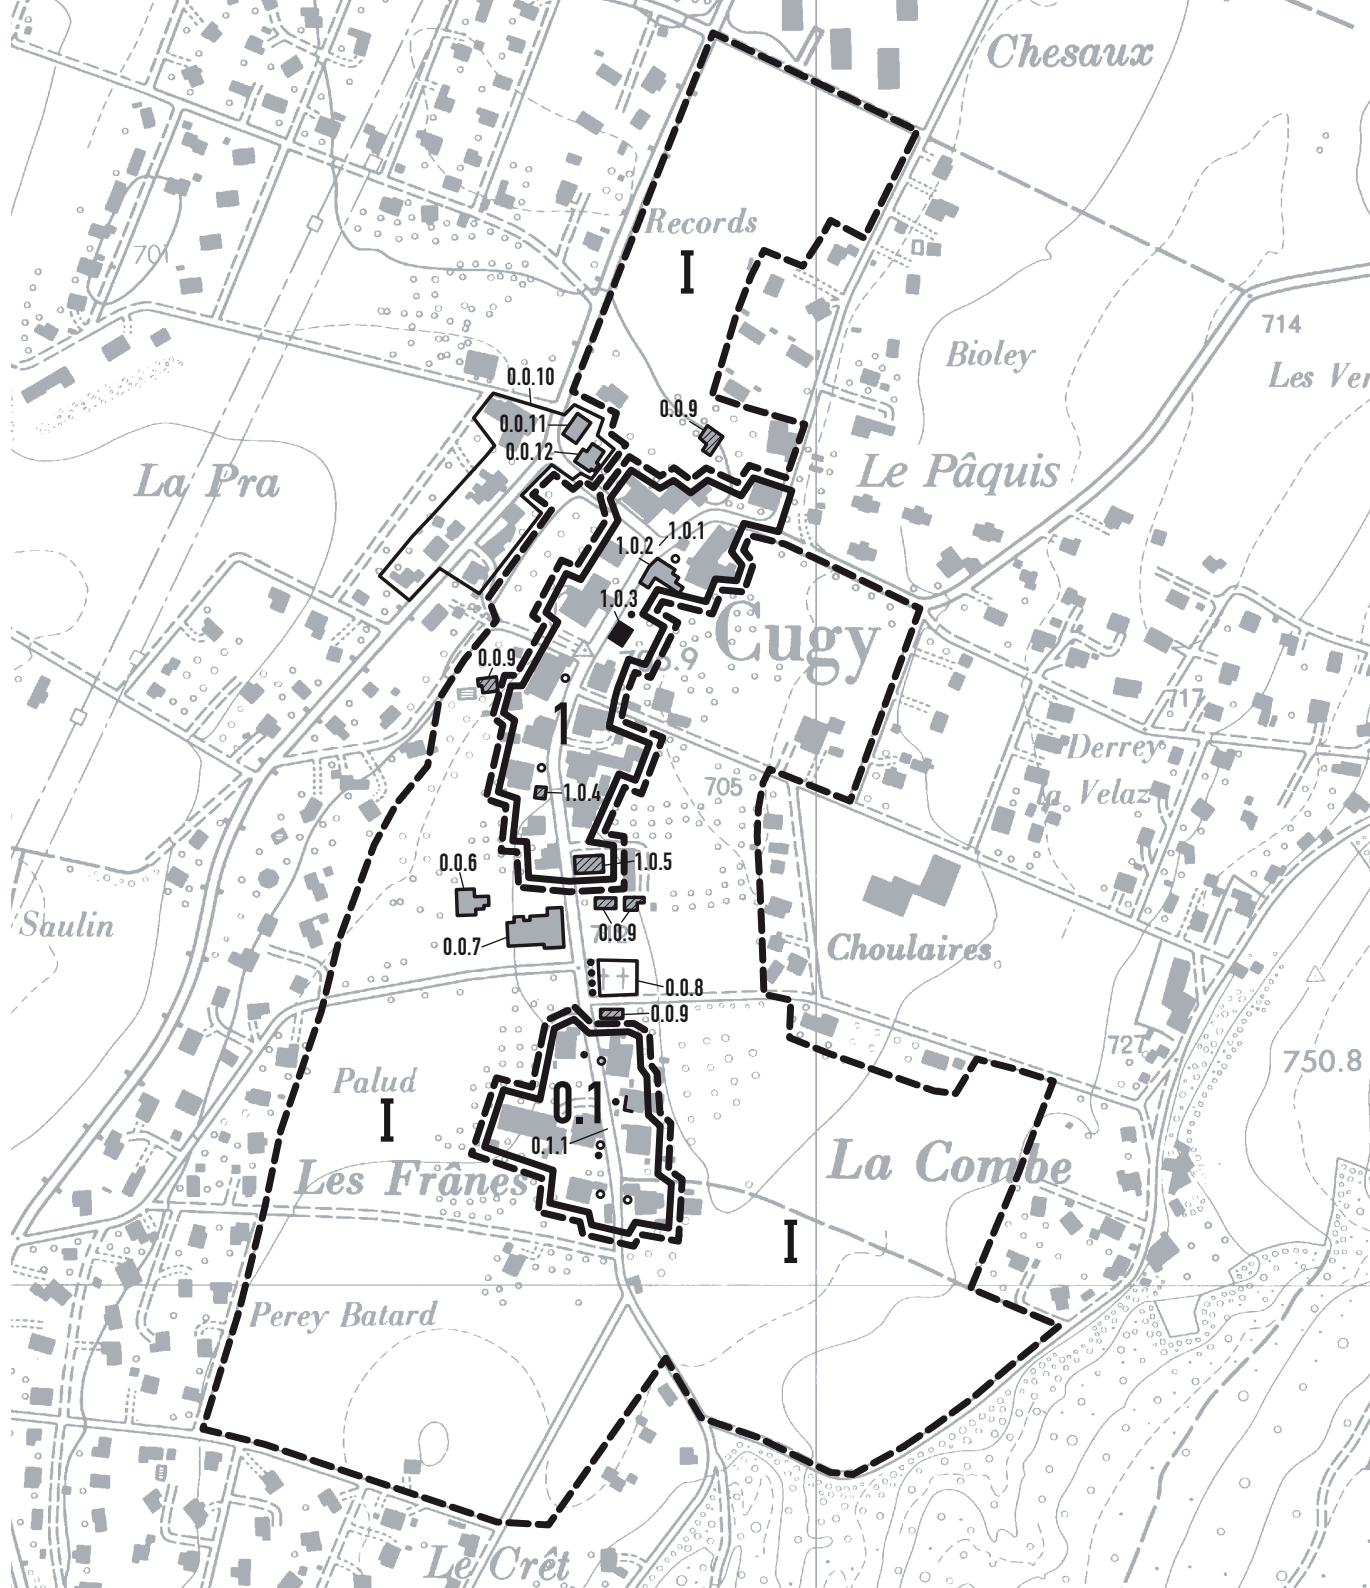 Chesaux
Records
701
I
714
Bioley
Les Ver
0.0.10
0.0.9
0.0.11
0.0.12
La Pra
Le Pâquis
1.0.1
1.0.2
1.0.3
Cugy
0.0.9
717
1
Derrey
la Velaz
705
1.0.4
0.0.6
1.0.5
Saulin
0.0.9
0.0.7
Choulaires
0.0.8
0.0.9
727
750.8
Palud
0.1
I
0.1.1
Les Frânes
La Combe
I
Perey Batard
Le Crêt